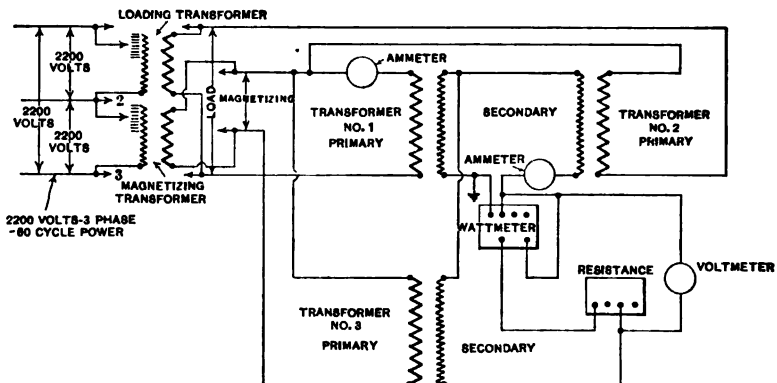 LOADING TRANSFORMER
2200
VOLTS
2200
VOLTS
2200
VOLTS
2
3
LOAD
MAGNETIZING
MAGNETIZING
TRANSFORMER
2200 VOLTS-3 PHASE
-60 CYCLE POWER
AMMETER
TRANSFORMER
NO. 1
PRIMARY
SECONDARY
TRANSFORMER
NO. 2
PRIMARY
AMMETER
WATTMETER
RESISTANCE
VOLTMETER
TRANSFORMER
NO. 3
PRIMARY
SECONDARY